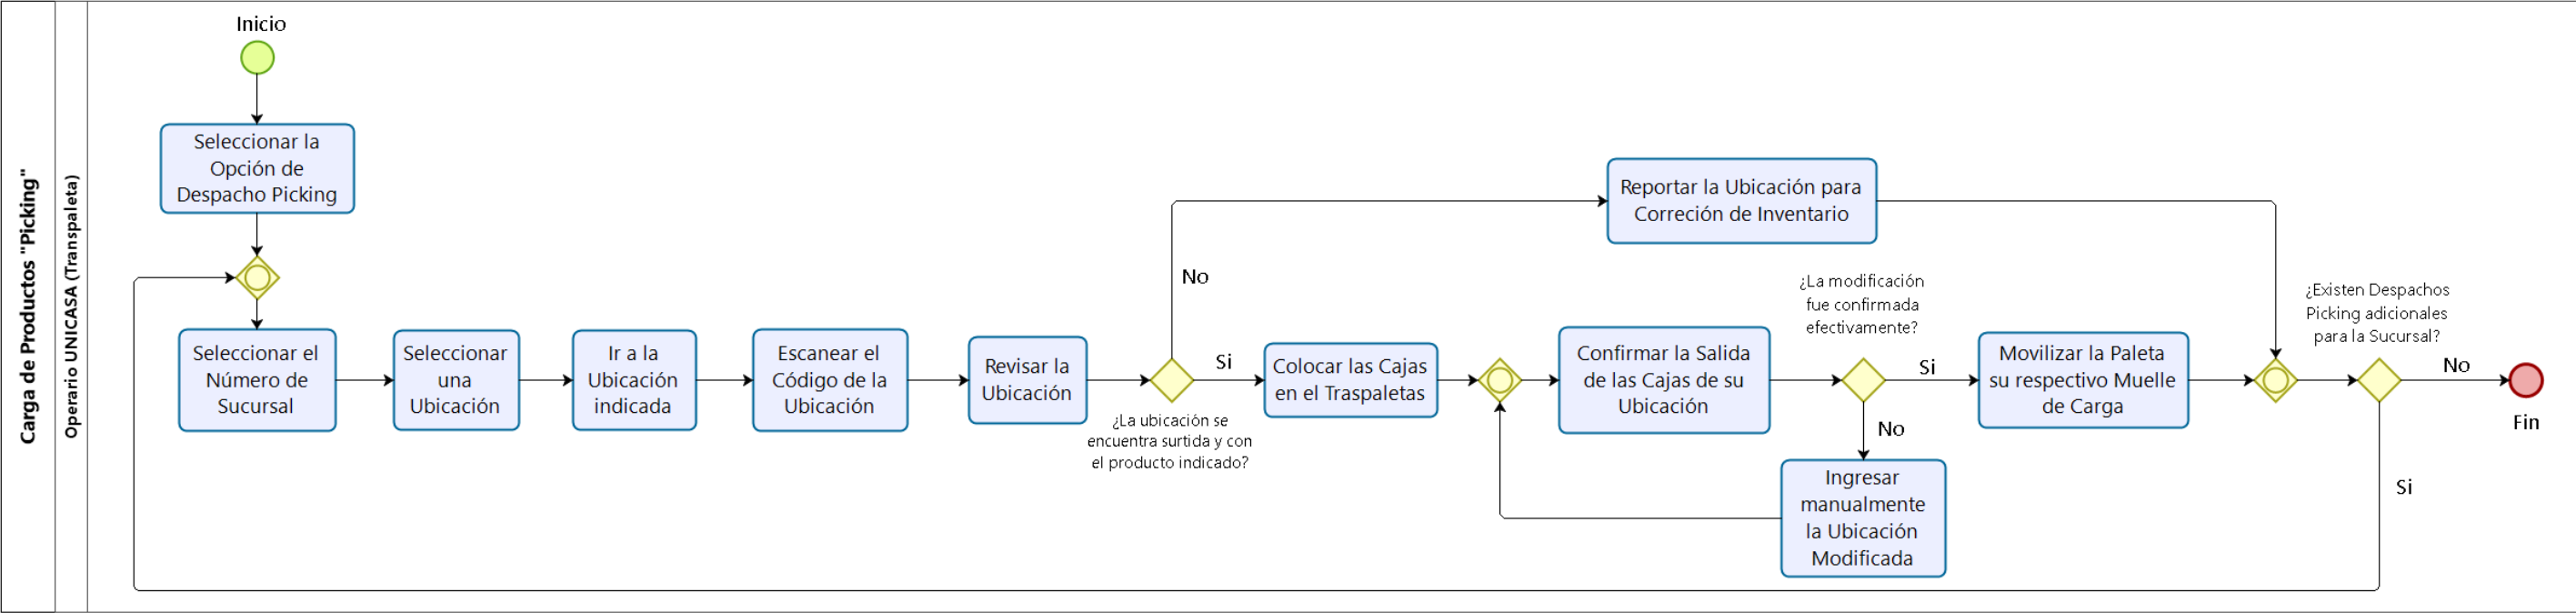 Carga de Productos "Picking"
Operario UNICASA (Transpaleta)
Inicio
Seleccionar la
Opción de
Despacho Picking
Seleccionar el
Número de
Sucursal
Seleccionar
una
Ubicación
Ir a la
Ubicación
indicada
Escanear el
Código de la
Ubicación
Revisar la
Ubicación
¿La ubicación se
encuentra surtida y con
el producto indicado?
No
Si
Reportar la Ubicación para
Correción de Inventario
Colocar las Cajas
en el Traspaletas
Confirmar la Salida
de las Cajas de su
Ubicación
¿La modificación
fue confirmada
efectivamente?
Si
No
Ingresar
manualmente
la Ubicación
Modificada
Movilizar la Paleta
su respectivo Muelle
de Carga
¿Existen Despachos
Picking adicionales
para la Sucursal?
No
Si
Fin